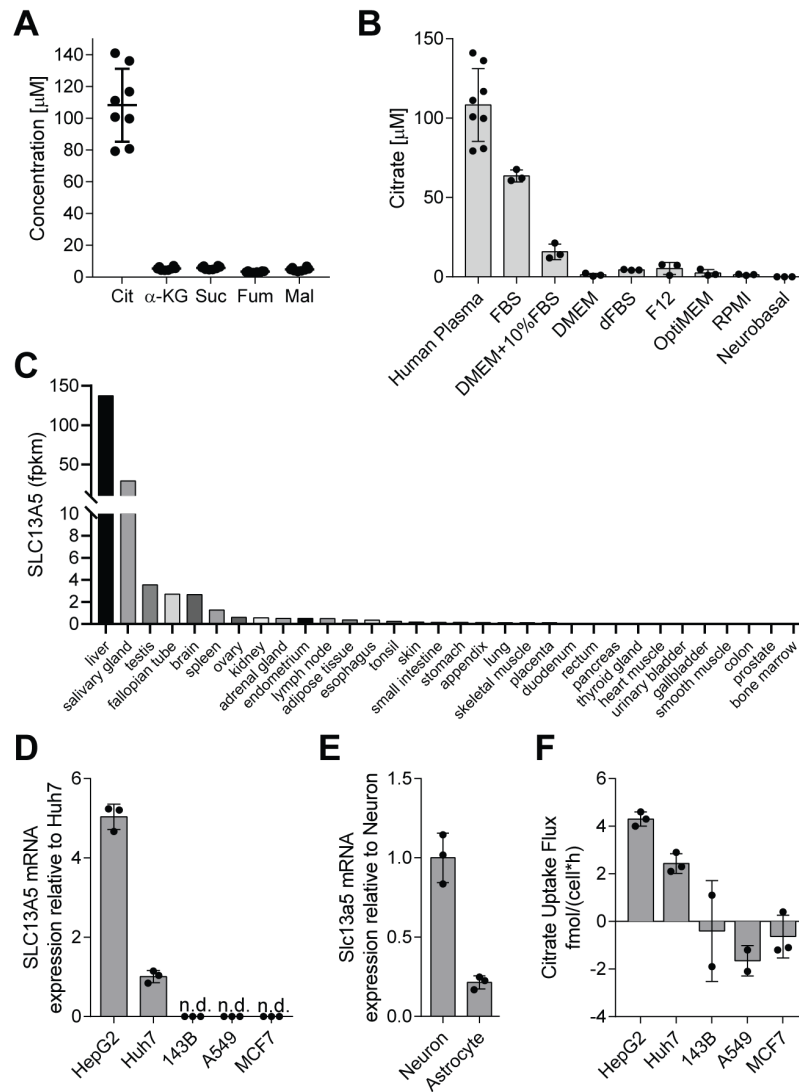 A
Concentration [µM]
140
120
100
80
60
40
20
0
Cit α-KG Suc Fum Mal
B
Citrate [µM]
150
100
50
0
Human Plasma
FBS
DMEM+10%FBS
DMEM
dFBS
F12
OptiMEM
RPMI
Neurobasal
C
SLC13A5 (fpkm)
150
100
50
10
8
6
4
2
0
liver
salivary gland
testis
fallopian tube
brain
spleen
ovary
kidney
adrenal gland
endometrium
lymph node
adipose tissue
esophagus
tonsil
skin
small intestine
stomach
appendix
lung
skeletal muscle
placenta
duodenum
rectum
pancreas
thyroid gland
heart muscle
urinary bladder
gallbladder
smooth muscle
colon
prostate
bone marrow
D
SLC13A5 mRNA
expression relative to Huh7
6
4
2
0
n.d. n.d. n.d.
HepG2
Huh7
143B
A549
MCF7
E
Slc13a5 mRNA
expression relative to Neuron
1.5
1.0
0.5
0.0
Neuron
Astrocyte
F
Citrate Uptake Flux
fmol/(cell*h)
6
4
2
0
-2
-4
HepG2
Huh7
143B
A549
MCF7